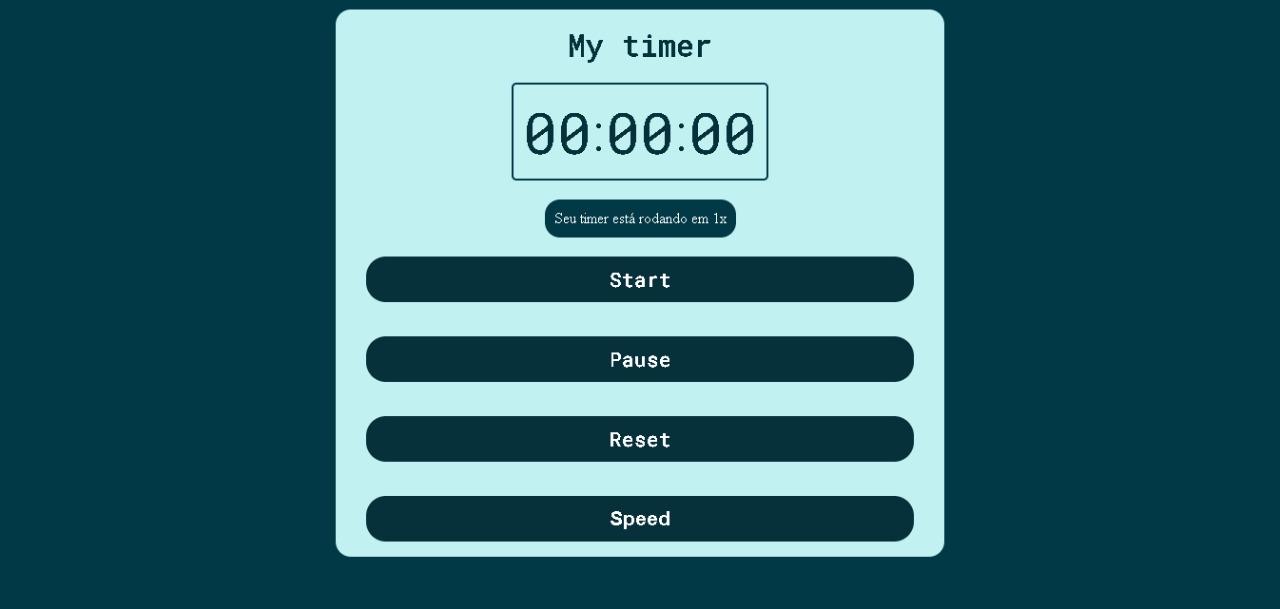 My timer
00:00:00
Seu timer está rodando em 1x
Start
Pause
Reset
Speed